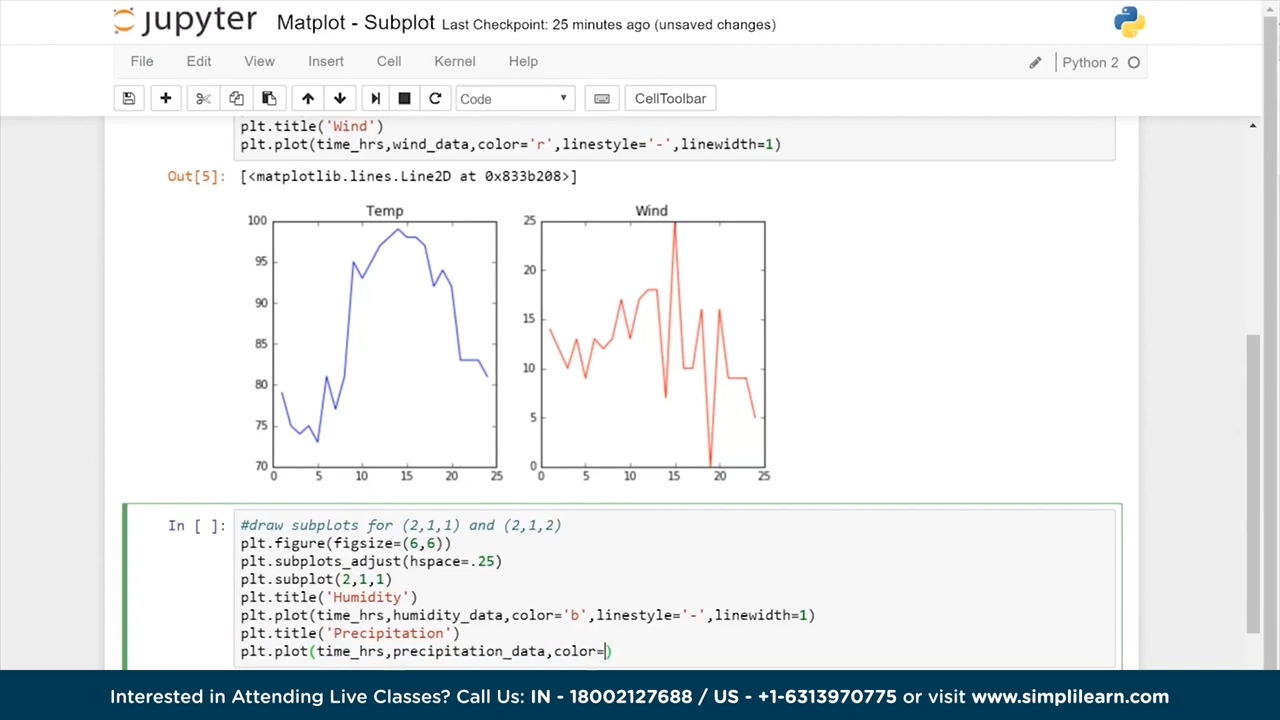 jupyter Matplot - Subplot Last Checkpoint: 25 minutes ago (unsaved changes)
File Edit View Insert Cell Kernel Help Python 2
Code CellToolbar
plt.title('Wind')
plt.plot(time_hrs,wind_data,color='r',linestyle='-',linewidth=1)
Out[5]: [<matplotlib.lines.Line2D at 0x833b208>]
Temp
100
95
90
85
80
75
70
0 5 10 15 20 25
Wind
25
20
15
10
5
0
0 5 10 15 20 25
In [ ]: #draw subplots for (2,1,1) and (2,1,2)
plt.figure(figsize=(6,6))
plt.subplots_adjust(hspace=.25)
plt.subplot(2,1,1)
plt.title('Humidity')
plt.plot(time_hrs,humidity_data,color='b',linestyle='-',linewidth=1)
plt.title('Precipitation')
plt.plot(time_hrs,precipitation_data,color=)
Interested in Attending Live Classes? Call Us: IN - 18002127688 / US - +1-6313970775 or visit www.simplilearn.com